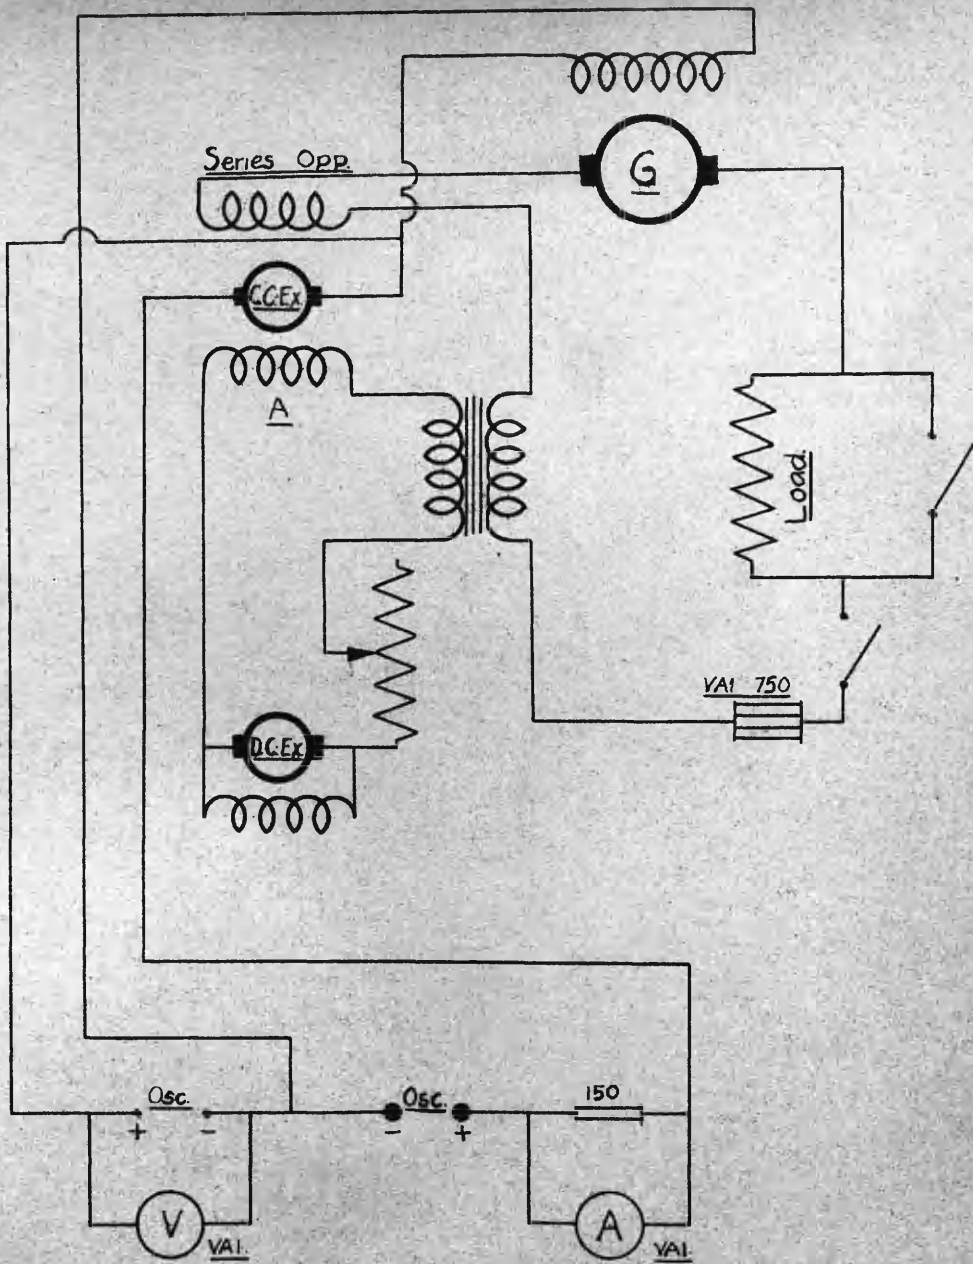 Series Opp.
G
C.C.Ex.
A
Load.
VA1 750
D.C.Ex.
Osc.
+ -
Osc.
- +
150
V
VA1.
A
VA1.